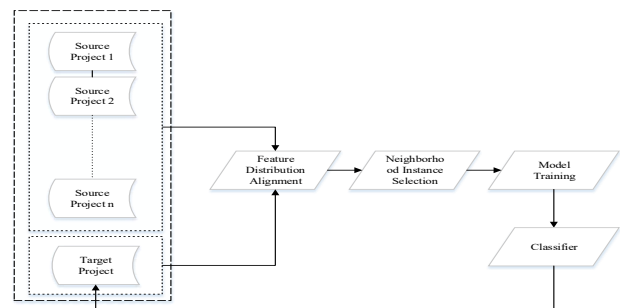 Source
Project 1
Source
Project 2
Source
Project n
Target
Project
Feature
Distribution
Alignment
Neighborho
od Instance
Selection
Model
Training
Classifier